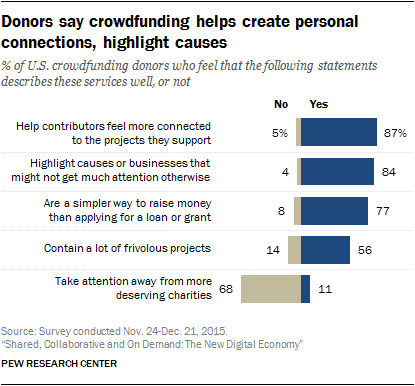 Donors say crowdfunding helps create personal
connections, highlight causes
% of U.S. crowdfunding donors who feel that the following statements
describes these services well, or not
No Yes
Help contributors feel more connected
to the projects they support
5% 87%
Highlight causes or businesses that
might not get much attention otherwise
4 84
Are a simpler way to raise money
than applying for a loan or grant
8 77
Contain a lot of frivolous projects
14 56
Take attention away from more
deserving charities
68 11
Source: Survey conducted Nov. 24-Dec. 21, 2015.
“Shared, Collaborative and On Demand: The New Digital Economy”
PEW RESEARCH CENTER